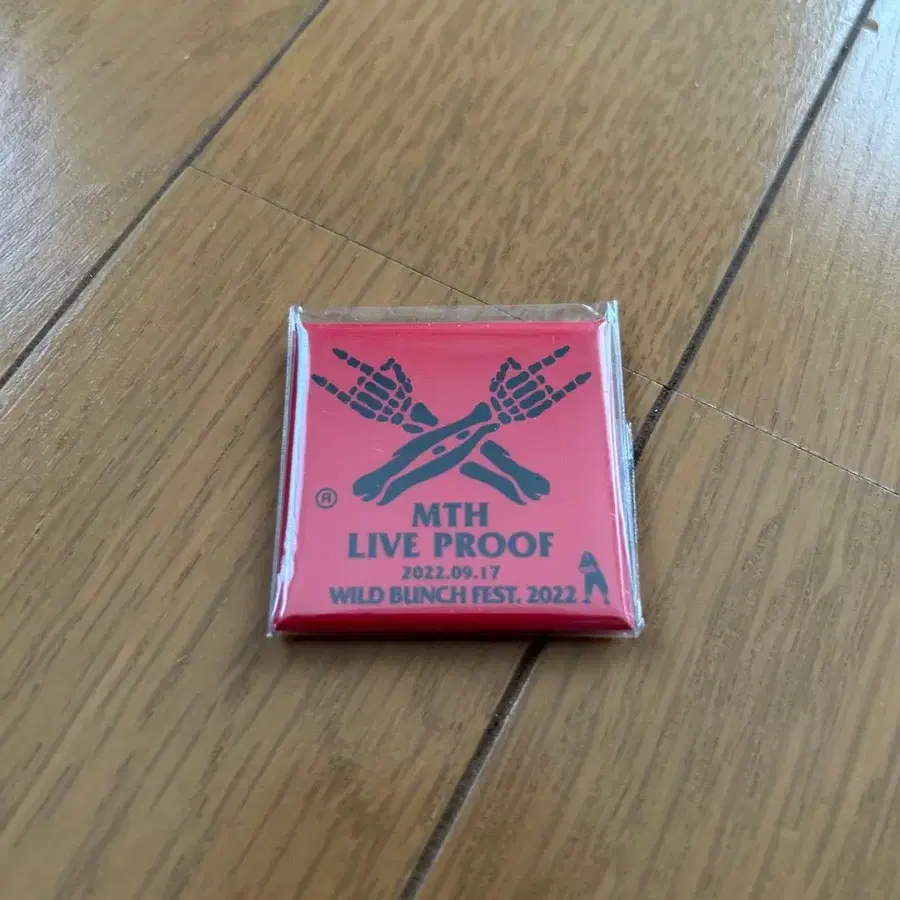 Ⓡ
MTH
LIVE PROOF
2022.09.17
WILD BUNCH FEST. 2022